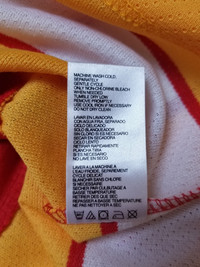 MACHINE WASH COLD,
SEPARATELY
GENTLE CYCLE
ONLY NON-CHLORINE BLEACH
WHEN NEEDED
TUMBLE DRY LOW
REMOVE PROMPTLY
USE COOL IRON IF NECESSARY
DO NOT DRY CLEAN
LAVAR EN LAVADORA
CON AGUA FRIA, SEPARADO
CICLO DELICADO
SOLO BLANQUEADOR
SIN CLORO SI ES NECESARIO
SECAR EN SECADORA
CICLO LENTO
RETIRAR RAPIDAMENTE
PLANCHA TIBIA
SI ES NECESARIO
NO LAVE EN SECO
LAVER A LA MACHINE A
L'EAU FROIDE, SEPAREMENT
CYCLE DELICAT
BLANCHIR SANS CHLORE
SI NECESSAIRE
SECHER PAR CULBUTAGE A
BASSE TEMPERATURE
RETIRER DES QUE SEC
REPASSER A BASSE TEMPERATURE
NE PAS NETTOYER A SEC